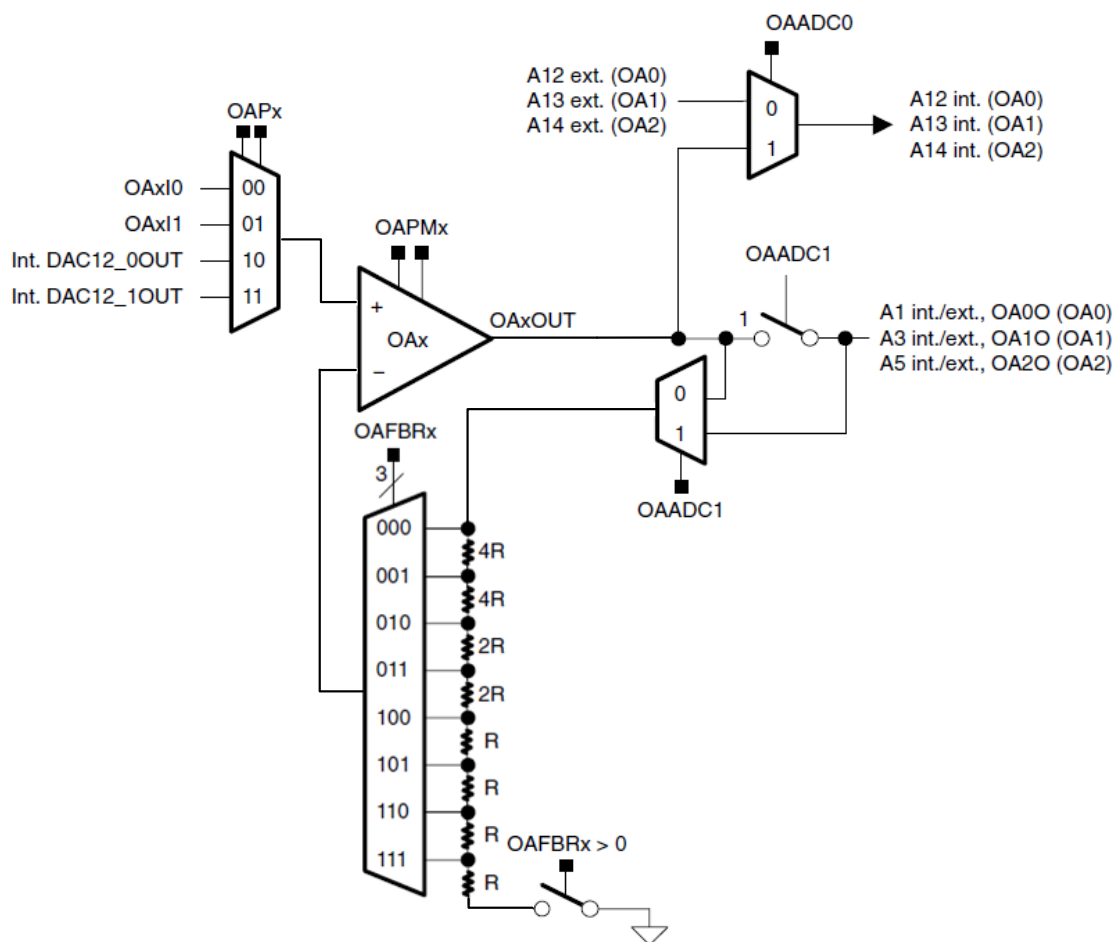 OAADC0
A12 ext. (OA0)
A13 ext. (OA1)
A14 ext. (OA2)
0
1
A12 int. (OA0)
A13 int. (OA1)
A14 int. (OA2)
OAPx
OAxI0
OAxI1
Int. DAC12_0OUT
Int. DAC12_1OUT
00
01
10
11
OAPMx
+
OAx
−
OAxOUT
OAADC1
1
A1 int./ext., OA0O (OA0)
A3 int./ext., OA1O (OA1)
A5 int./ext., OA2O (OA2)
0
1
OAADC1
OAFBRx
3
000
001
010
011
100
101
110
111
4R
4R
2R
2R
R
R
R
R
OAFBRx > 0